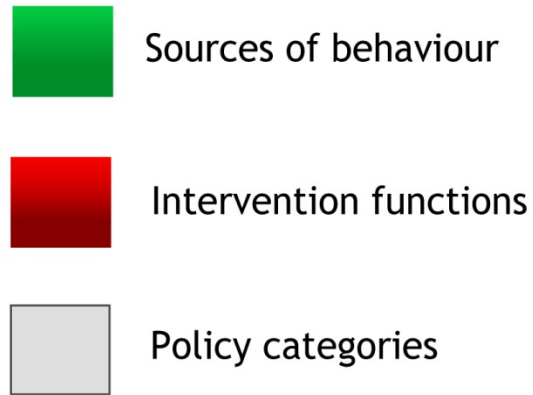 Sources of behaviour
Intervention functions
Policy categories